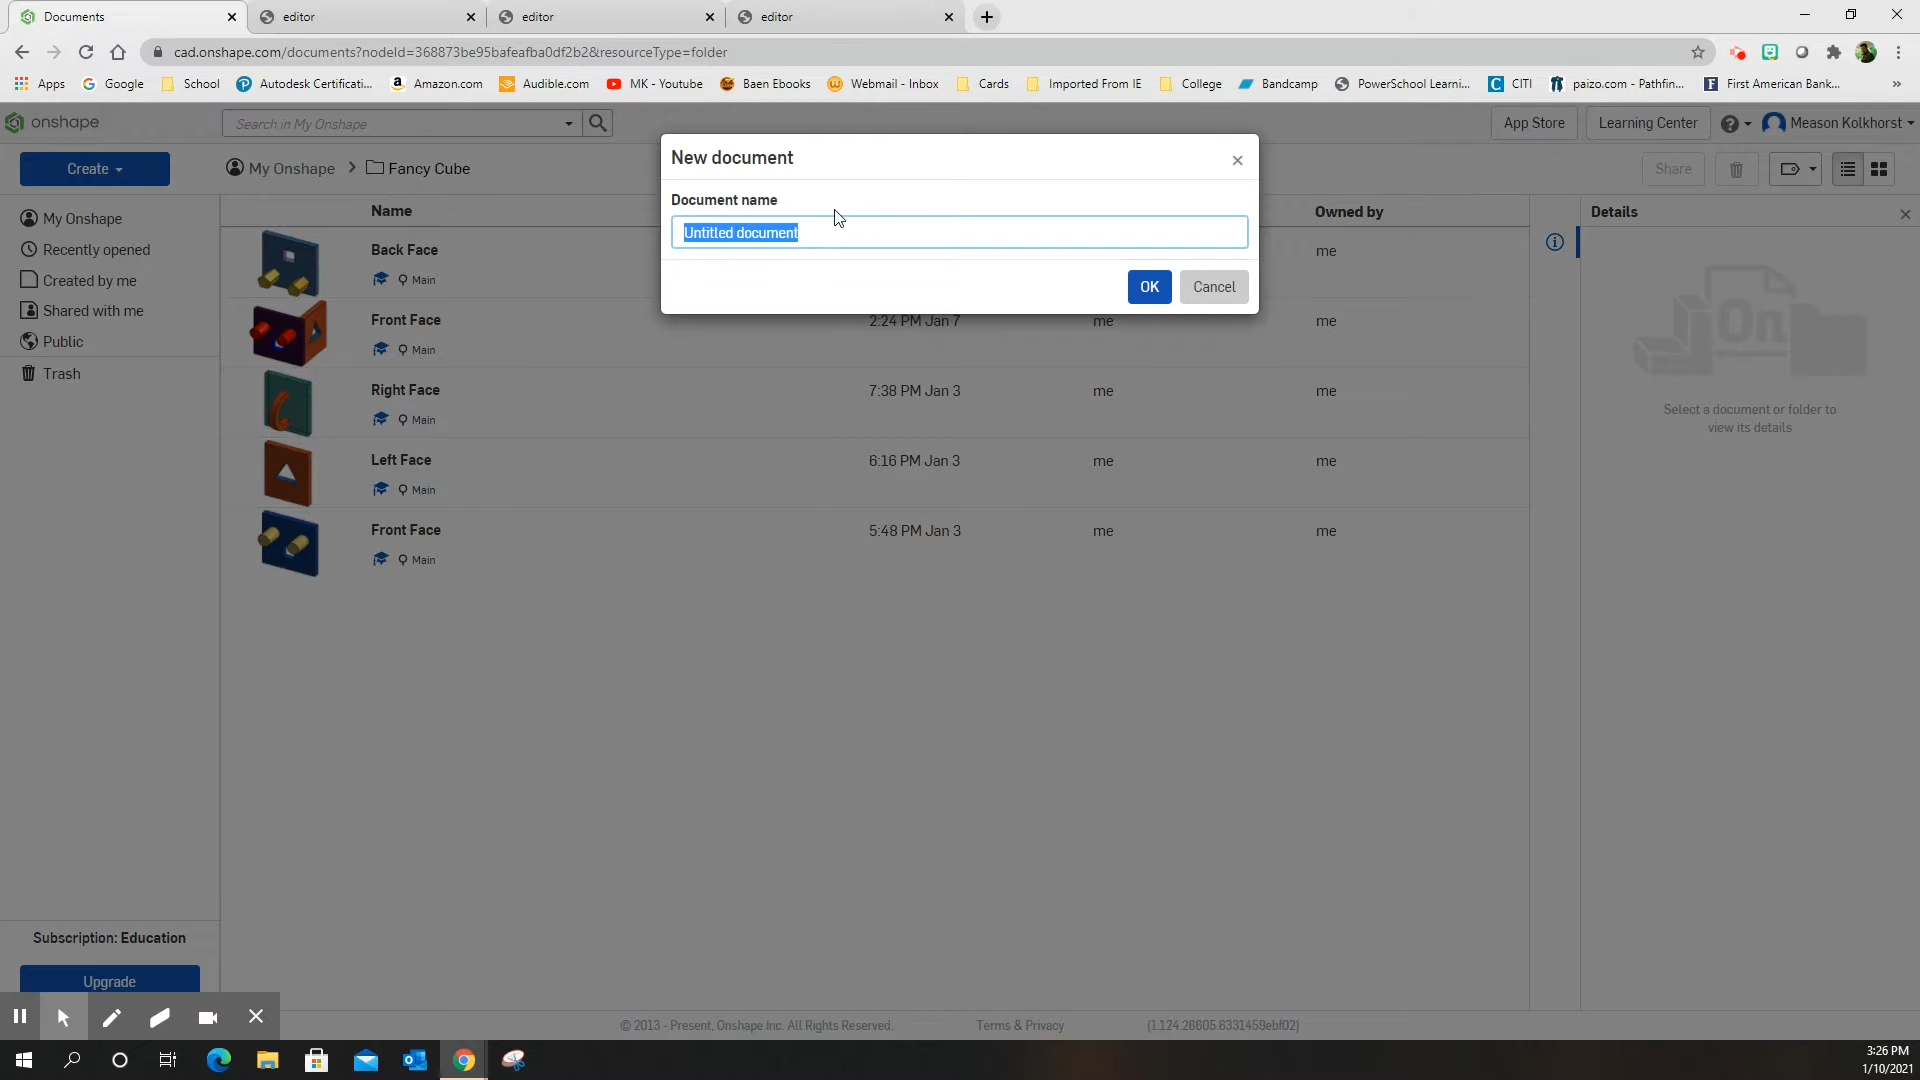 Documents
editor
editor
editor
cad.onshape.com/documents?nodeId=368873be95bafeafba0df2b2&resourceType=folder
Apps
Google
School
Autodesk Certificati...
Amazon.com
Audible.com
MK - Youtube
Baen Ebooks
Webmail - Inbox
Cards
Imported From IE
College
Bandcamp
PowerSchool Learni...
CITI
paizo.com - Pathfin...
First American Bank...
»
onshape
Search in My Onshape
App Store
Learning Center
Meason Kolkhorst
Create
My Onshape > Fancy Cube
Share
New document
Document name
Untitled document
OK
Cancel
My Onshape
Recently opened
Created by me
Shared with me
Public
Trash
Name
Owned by
Back Face
Main
me
Front Face
Main
2:24 PM Jan 7
me
me
Right Face
Main
7:38 PM Jan 3
me
me
Left Face
Main
6:16 PM Jan 3
me
me
Front Face
Main
5:48 PM Jan 3
me
me
Details
On
Select a document or folder to
view its details
Subscription: Education
Upgrade
© 2013 - Present, Onshape Inc. All Rights Reserved.
Terms & Privacy
(1.124.26605.6331459ebf02)
3:26 PM
1/10/2021